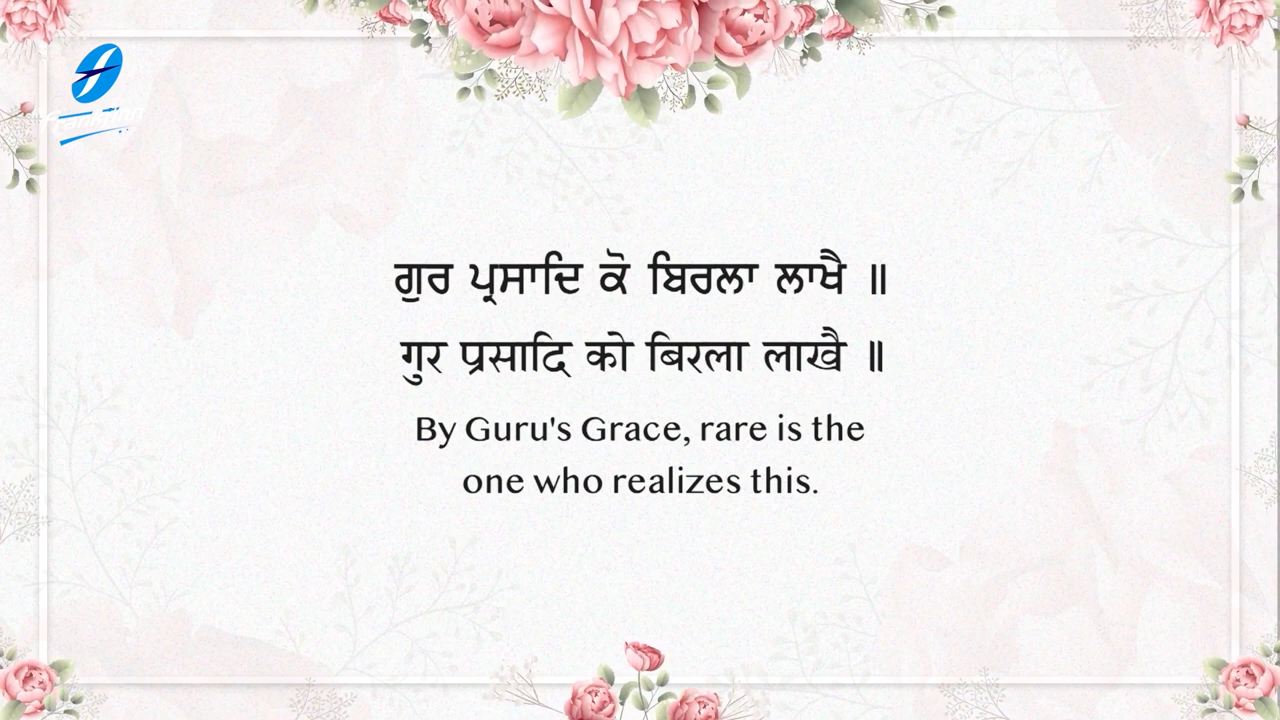 ਗੁਰ ਪ੍ਰਸਾਦਿ ਕੋ ਬਿਰਲਾ ਲਾਖੈ ॥
गुर प्रसादि को बिरला लाखै ॥
By Guru's Grace, rare is the
one who realizes this.